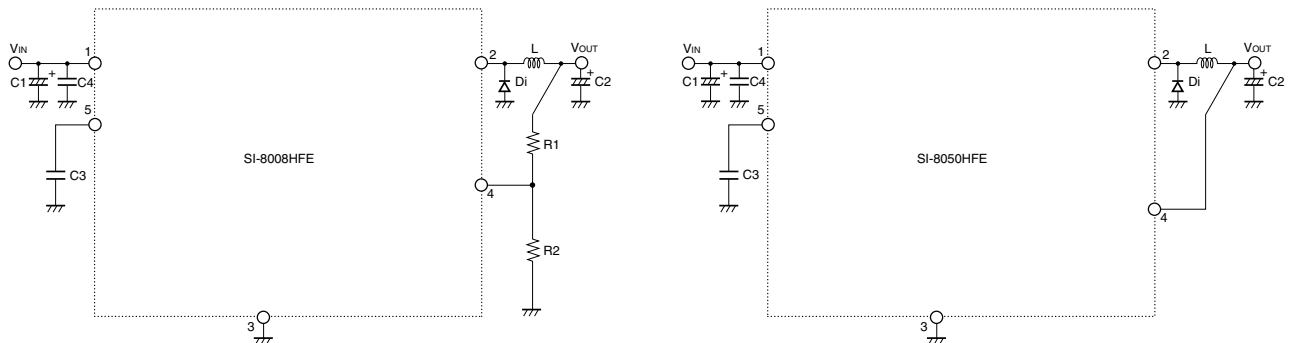 VIN
1
C1
+
C4
5
C3
SI-8008HFE
3
2
L
VOUT
Di
+
C2
R1
4
R2
VIN
1
C1
+
C4
5
C3
SI-8050HFE
3
2
L
VOUT
Di
+
C2
4